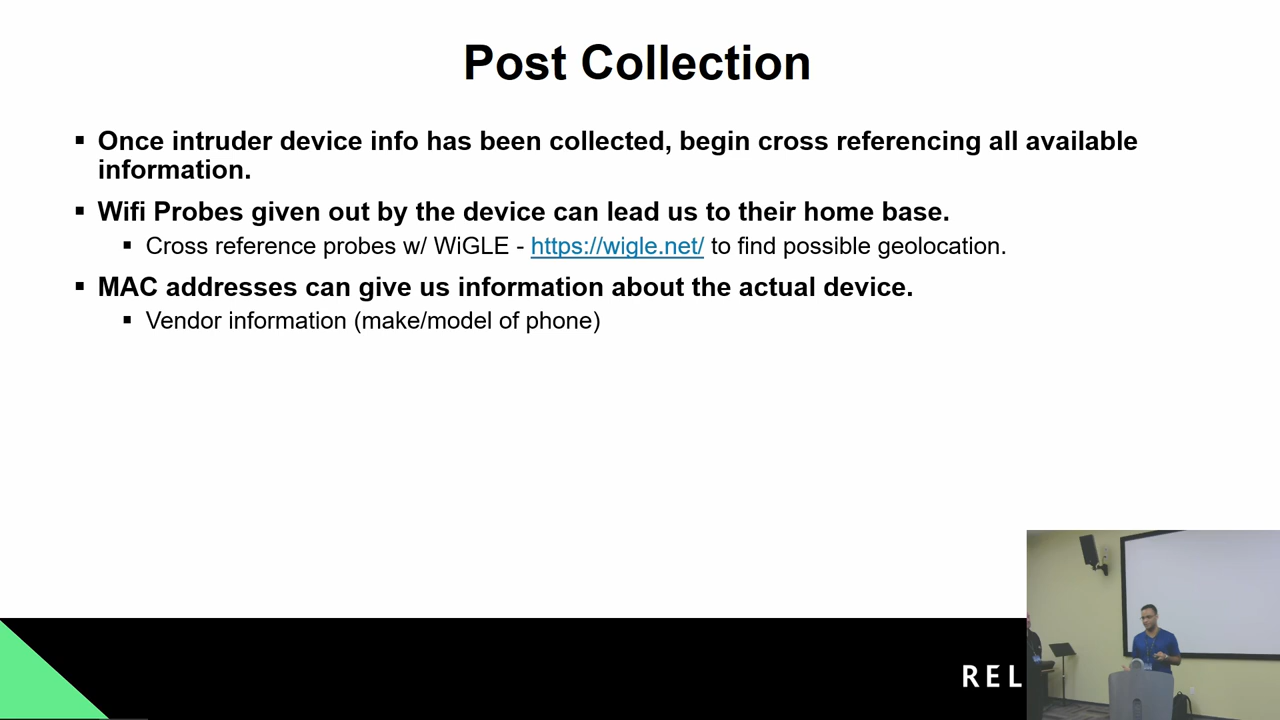 Post Collection
▪ Once intruder device info has been collected, begin cross referencing all available
information.
▪ Wifi Probes given out by the device can lead us to their home base.
▪ Cross reference probes w/ WiGLE - https://wigle.net/ to find possible geolocation.
▪ MAC addresses can give us information about the actual device.
▪ Vendor information (make/model of phone)
REL